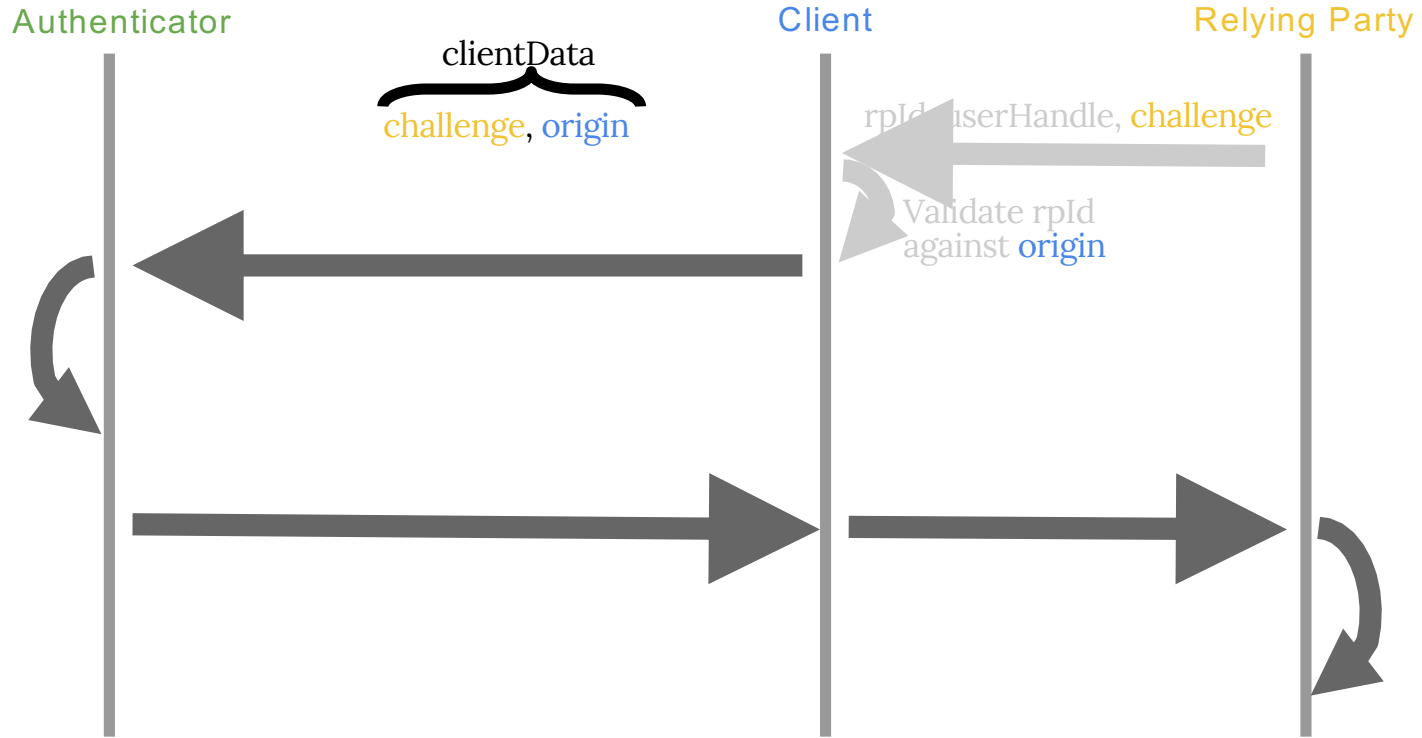 Authenticator
Client
Relying Party
clientData
challenge, origin
rpId, userHandle, challenge
Validate rpId
against origin